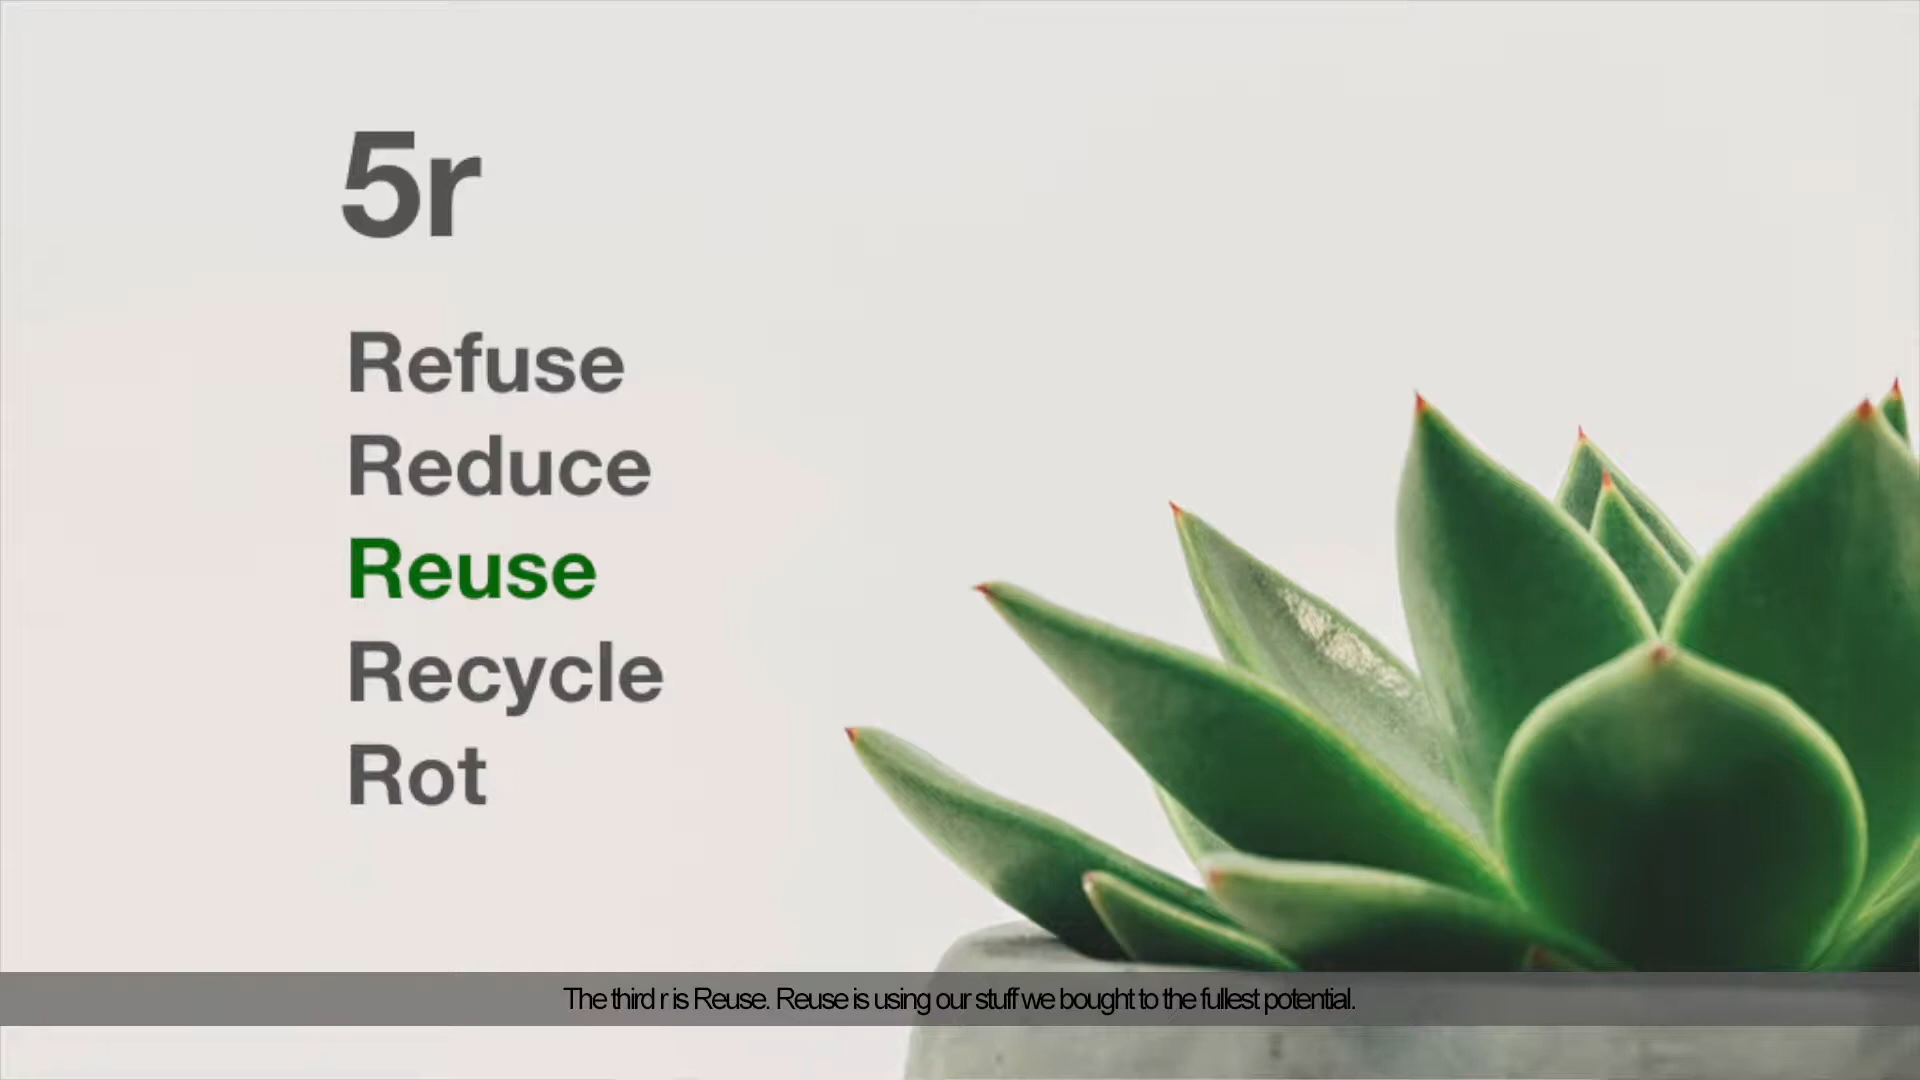 5r
Refuse
Reduce
Reuse
Recycle
Rot
The third r is Reuse. Reuse is using our stuff we bought to the fullest potential.